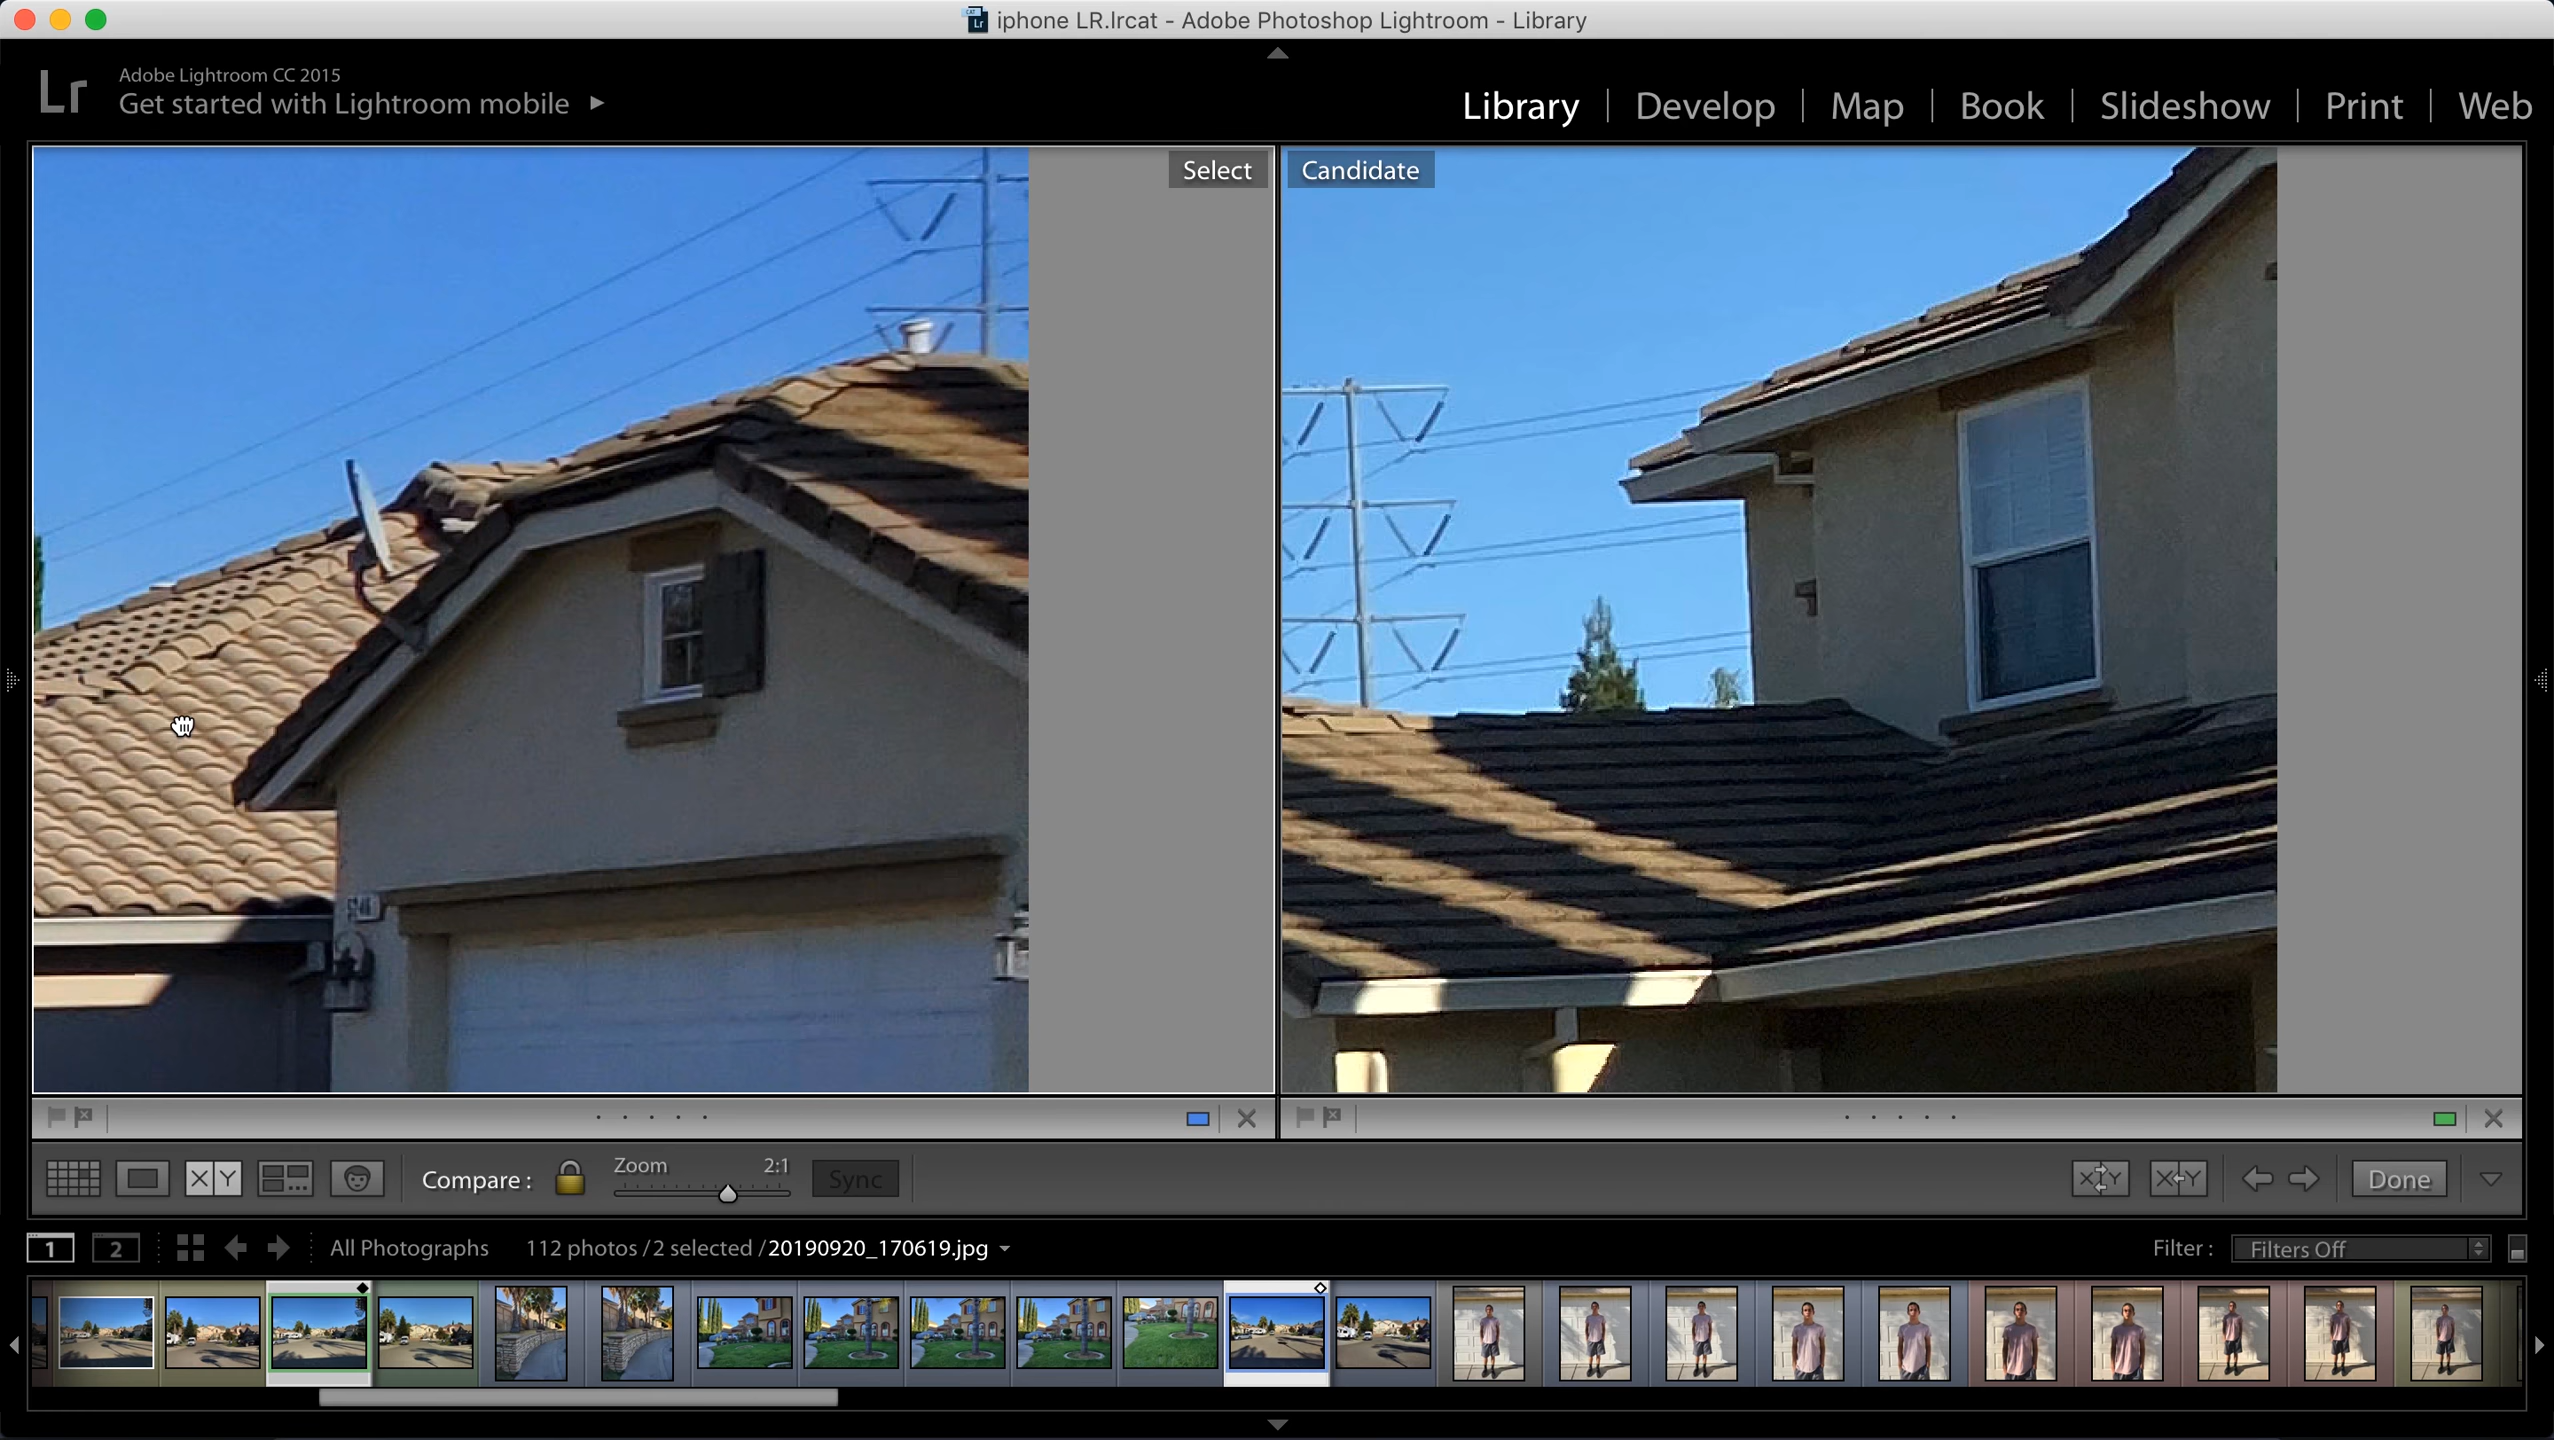 iphone LR.lrcat - Adobe Photoshop Lightroom - Library
Lr
Adobe Lightroom CC 2015
Get started with Lightroom mobile
Library | Develop | Map | Book | Slideshow | Print | Web
Select
Candidate
X Y
Compare :
Zoom 2:1
Sync
X Y
X Y
Done
1
2
All Photographs
112 photos / 2 selected / 20190920_170619.jpg
Filter :
Filters Off